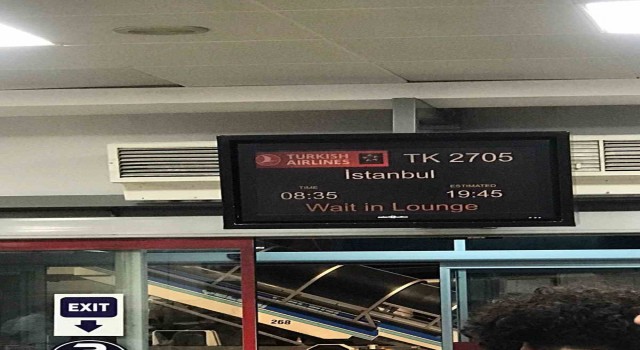 TURKISH AIRLINES
TK 2705
Istanbul
TIME
ESTIMATED
08:35
19:45
Wait in Lounge
268
EXIT